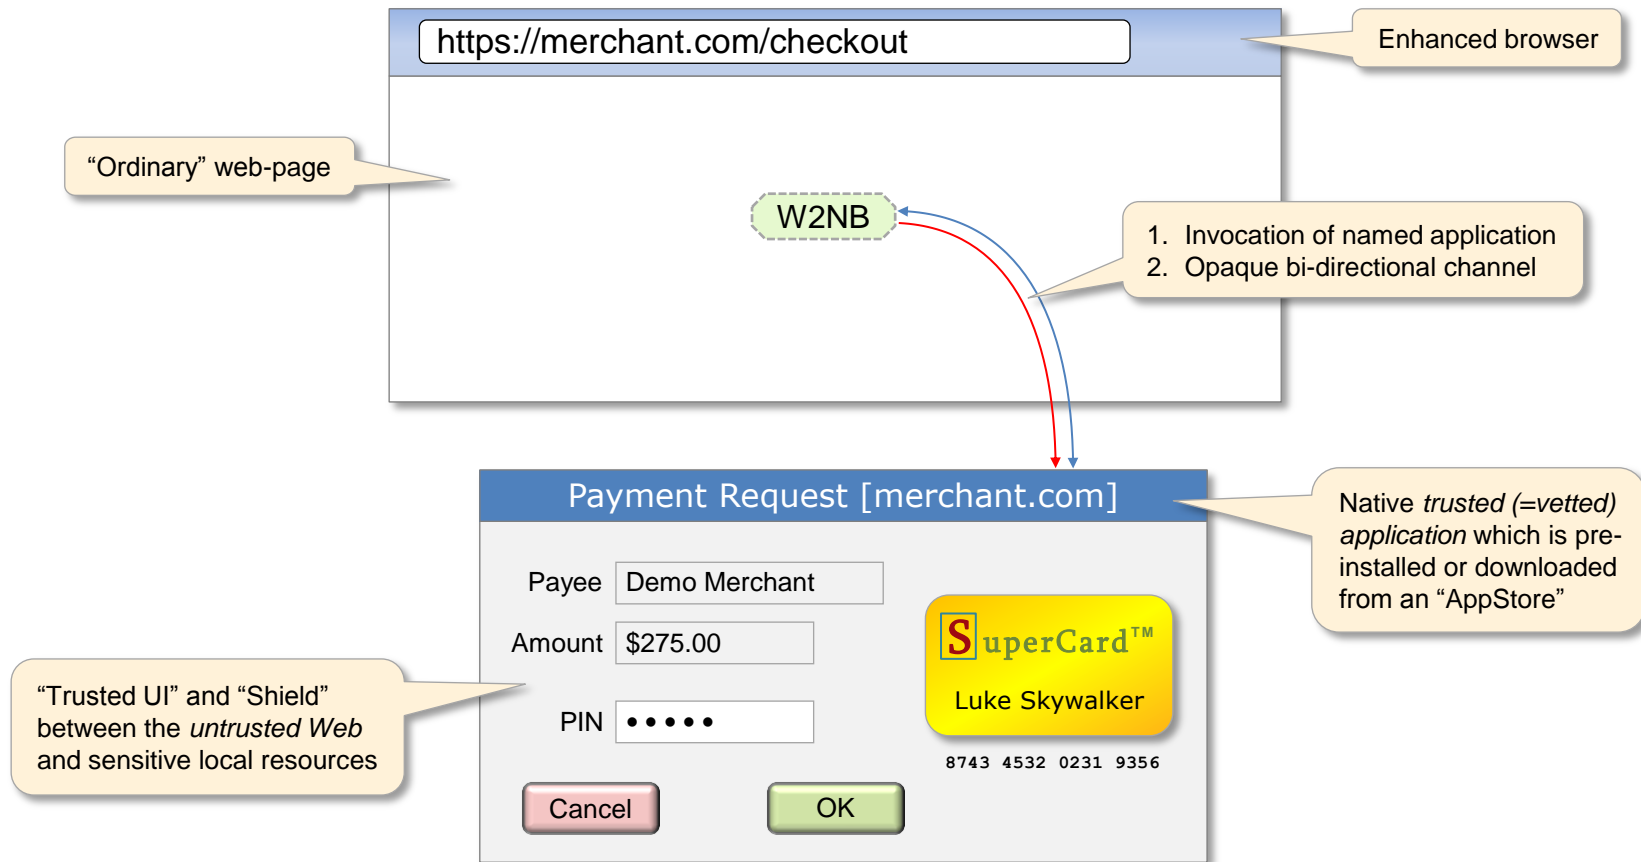 https://merchant.com/checkout
Enhanced browser
“Ordinary” web-page
W2NB
1. Invocation of named application
2. Opaque bi-directional channel
Payment Request [merchant.com]
Native trusted (=vetted)
application which is pre-
installed or downloaded
from an “AppStore”
Payee Demo Merchant
Amount $275.00
PIN •••••
SuperCard™
Luke Skywalker
8743 4532 0231 9356
“Trusted UI” and “Shield”
between the untrusted Web
and sensitive local resources
Cancel OK